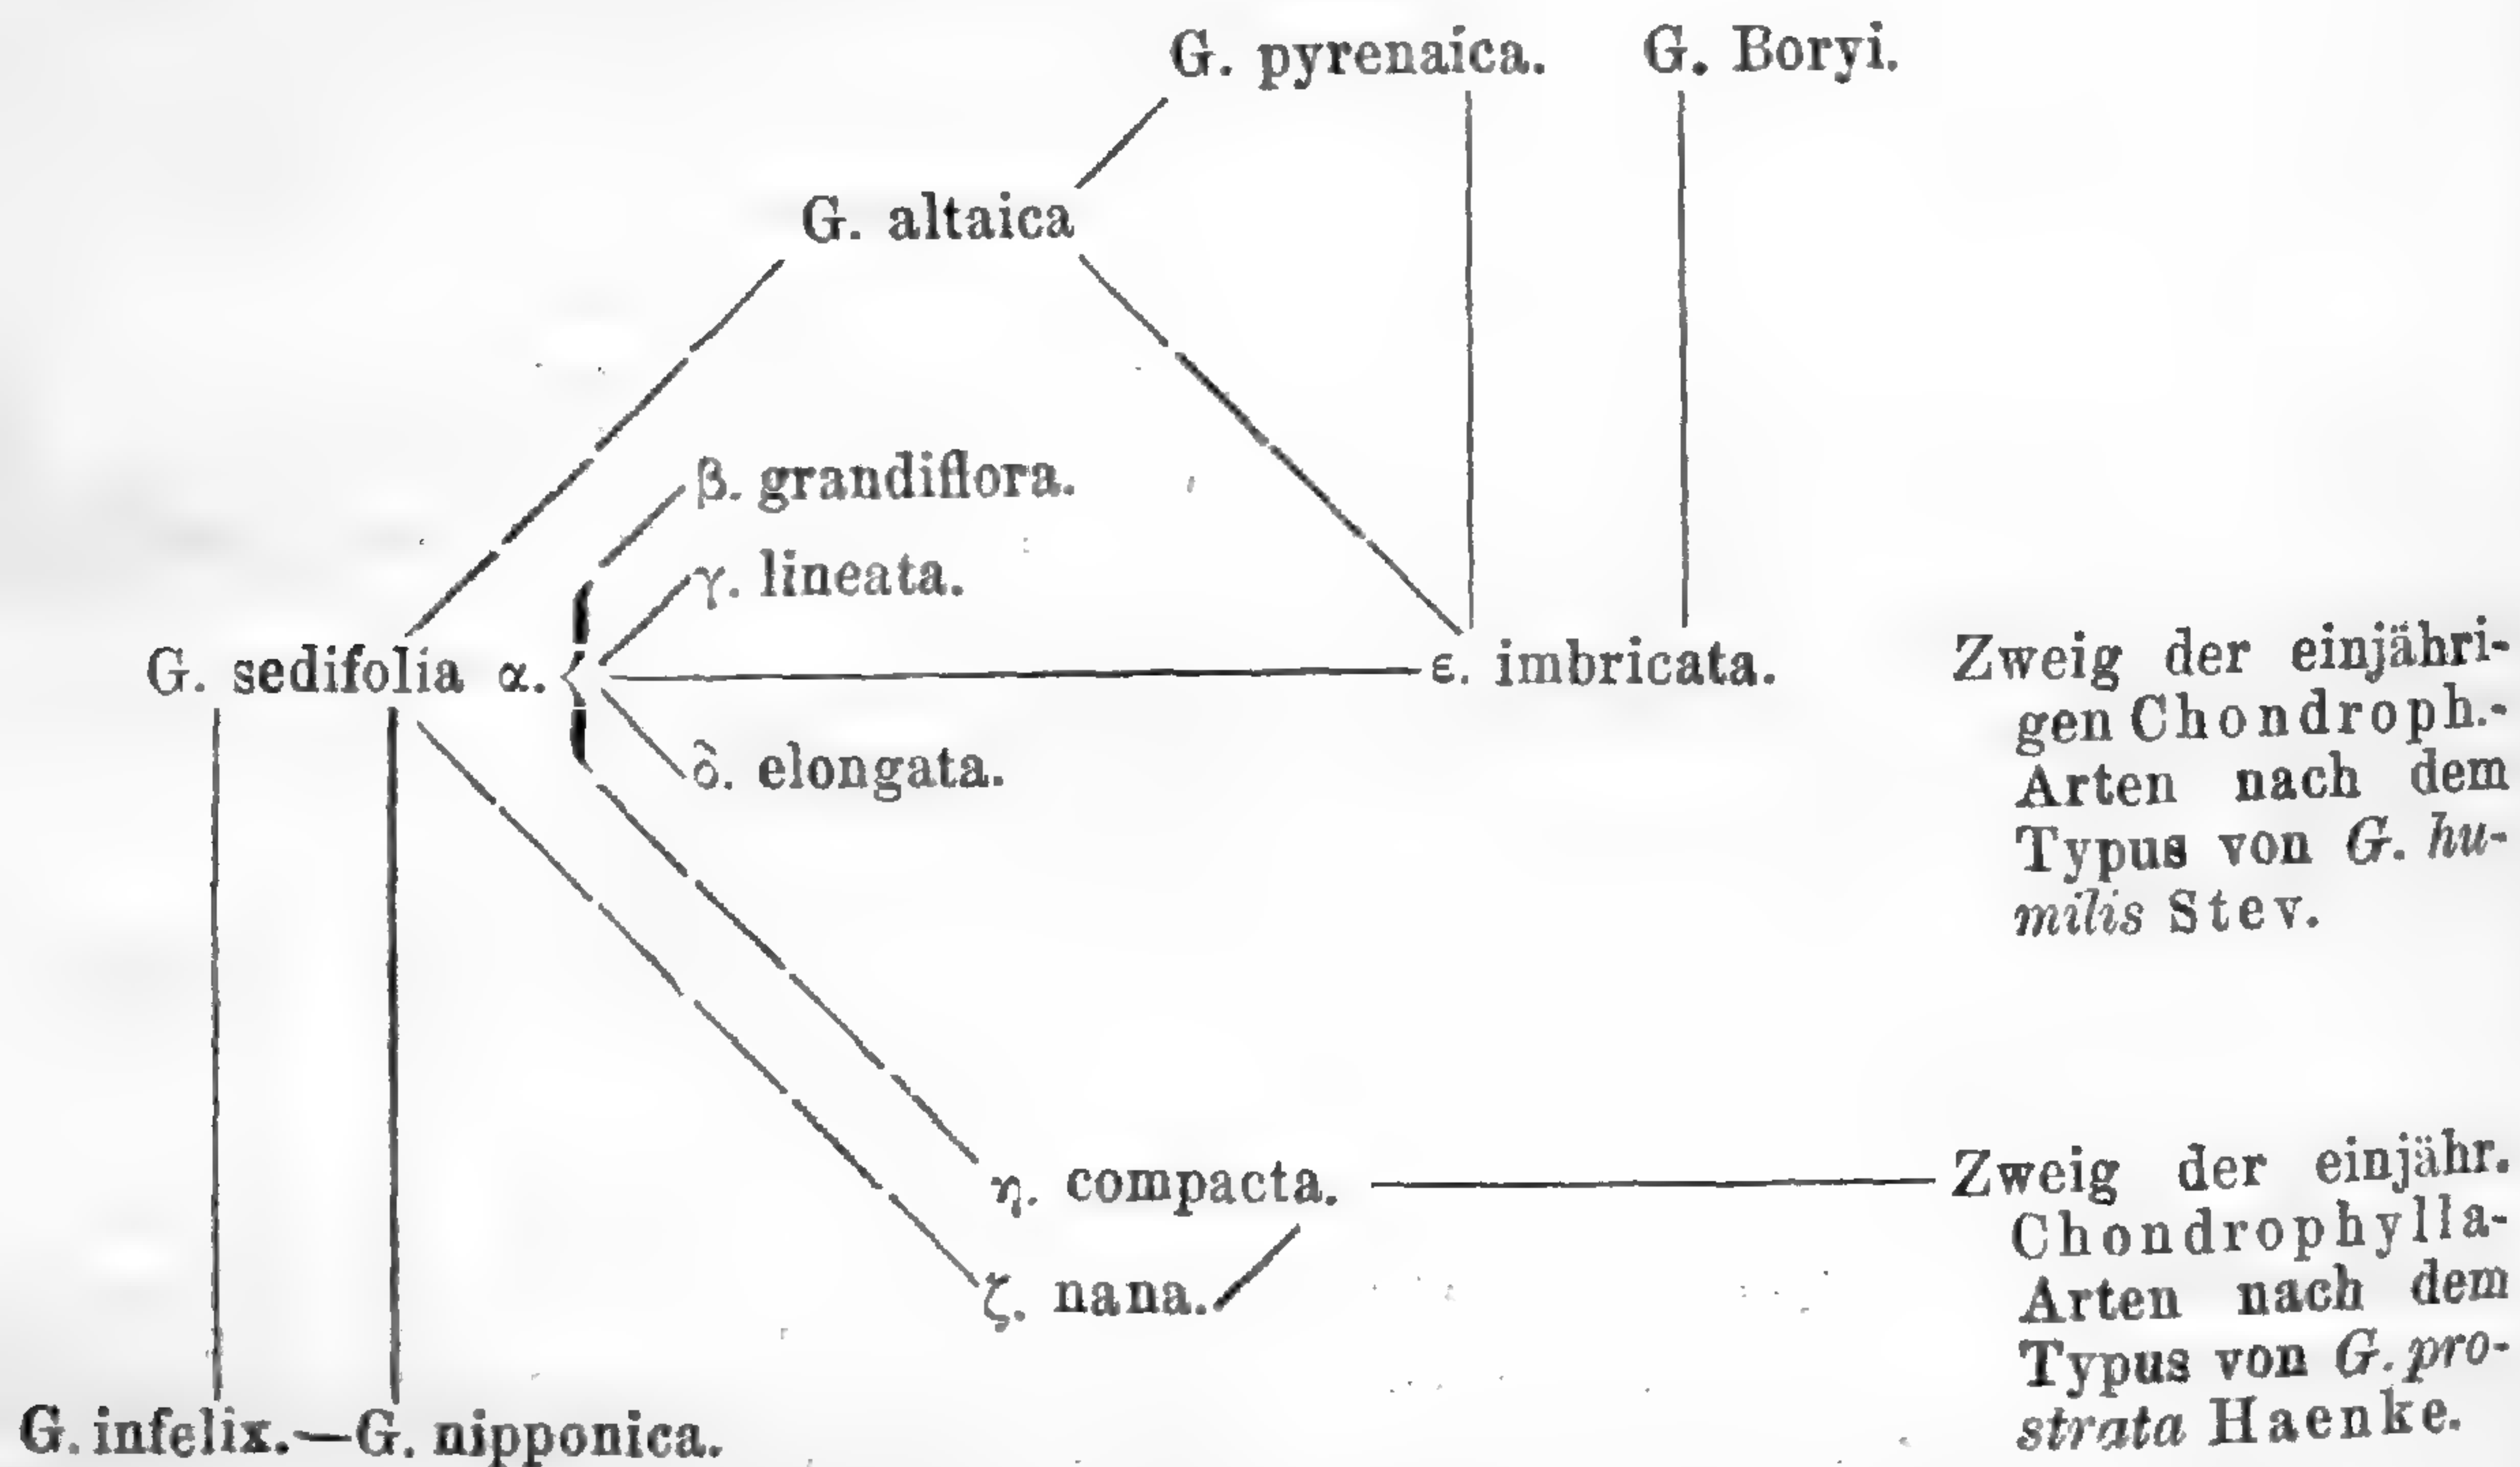 G. pyrenaica. G. Boryi.
G. altaica
β. grandiflora.
γ. lineata.
G. sedifolia α. ε. imbricata.
δ. elongata.
Zweig der einjähri-
gen Chondroph.-
Arten nach dem
Typus von G. hu-
milis Stev.
η. compacta.
ζ. nana.
Zweig der einjähr.
Chondrophylla-
Arten nach dem
Typus von G. pro-
strata Haenke.
G. infelix.—G. nipponica.